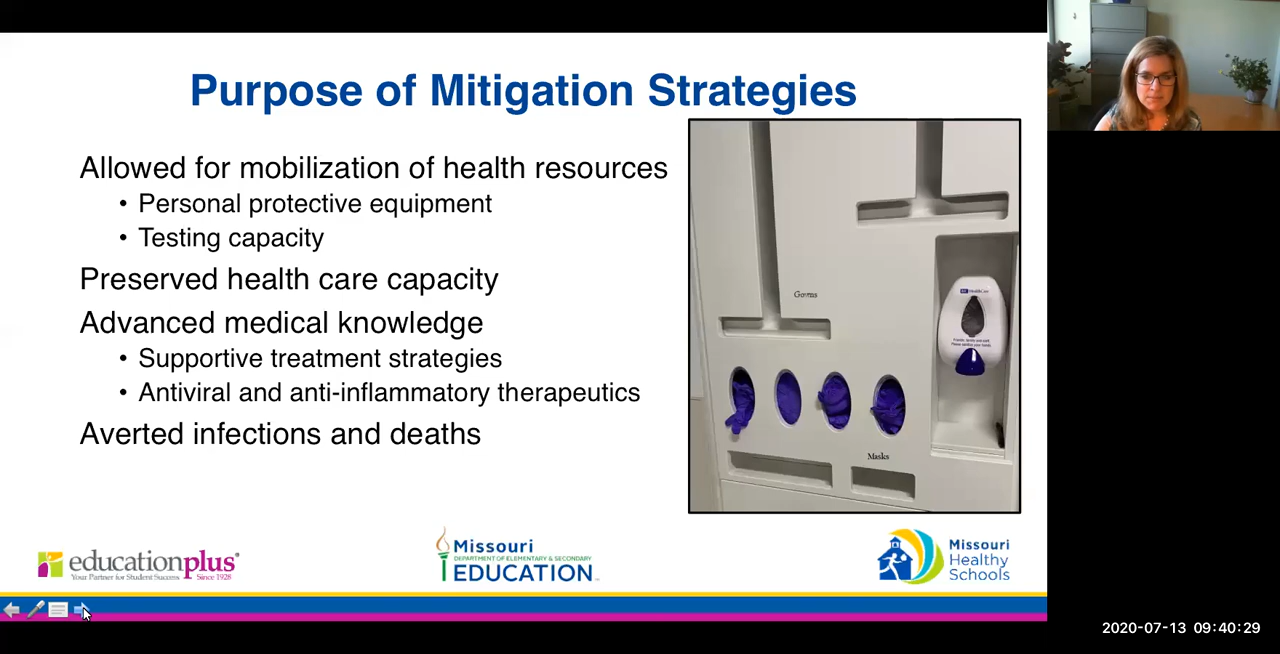 Purpose of Mitigation Strategies
Allowed for mobilization of health resources
• Personal protective equipment
• Testing capacity
Preserved health care capacity
Advanced medical knowledge
• Supportive treatment strategies
• Antiviral and anti-inflammatory therapeutics
Averted infections and deaths
Gowns
HealthCare
Masks
educationplus
Your Partner for Student Success Since 1928
Missouri
DEPARTMENT OF ELEMENTARY & SECONDARY
EDUCATION
Missouri
Healthy
Schools
2020-07-13 09:40:29